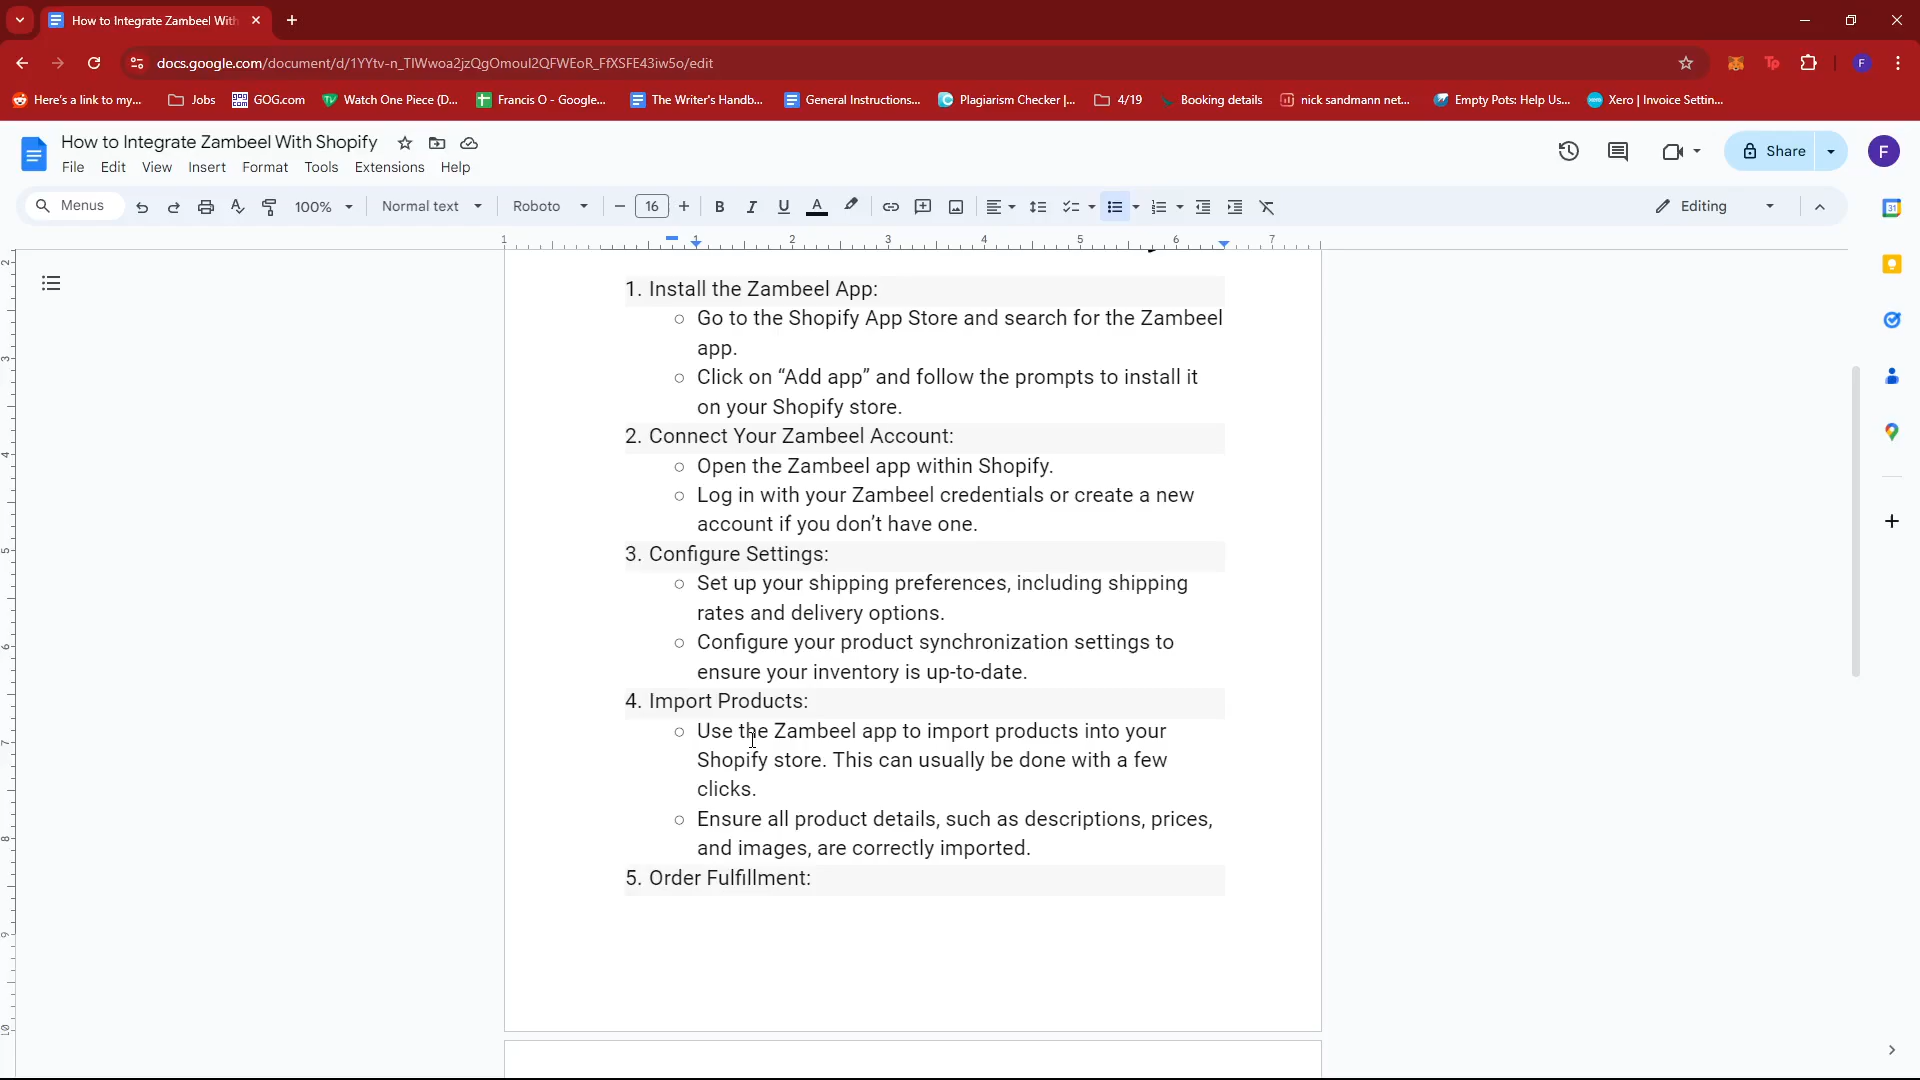 How to Integrate Zambeel With
docs.google.com/document/d/1YYtv-n_TIWwoa2jzQgOmouI2QFWEoR_FfXSFE43iw5o/edit
Here's a link to my... Jobs GOG.com Watch One Piece (D... Francis O - Google... The Writer's Handb... General Instructions... Plagiarism Checker |... 4/19 Booking details nick sandmann net... Empty Pots: Help Us... Xero | Invoice Settin...
How to Integrate Zambeel With Shopify
File Edit View Insert Format Tools Extensions Help
Share F
Menus 100% Normal text Roboto 16 B I U A Editing
1 1 2 3 4 5 6 7
1. Install the Zambeel App:
Go to the Shopify App Store and search for the Zambeel
app.
Click on “Add app” and follow the prompts to install it
on your Shopify store.
2. Connect Your Zambeel Account:
Open the Zambeel app within Shopify.
Log in with your Zambeel credentials or create a new
account if you don’t have one.
3. Configure Settings:
Set up your shipping preferences, including shipping
rates and delivery options.
Configure your product synchronization settings to
ensure your inventory is up-to-date.
4. Import Products:
Use the Zambeel app to import products into your
Shopify store. This can usually be done with a few
clicks.
Ensure all product details, such as descriptions, prices,
and images, are correctly imported.
5. Order Fulfillment: